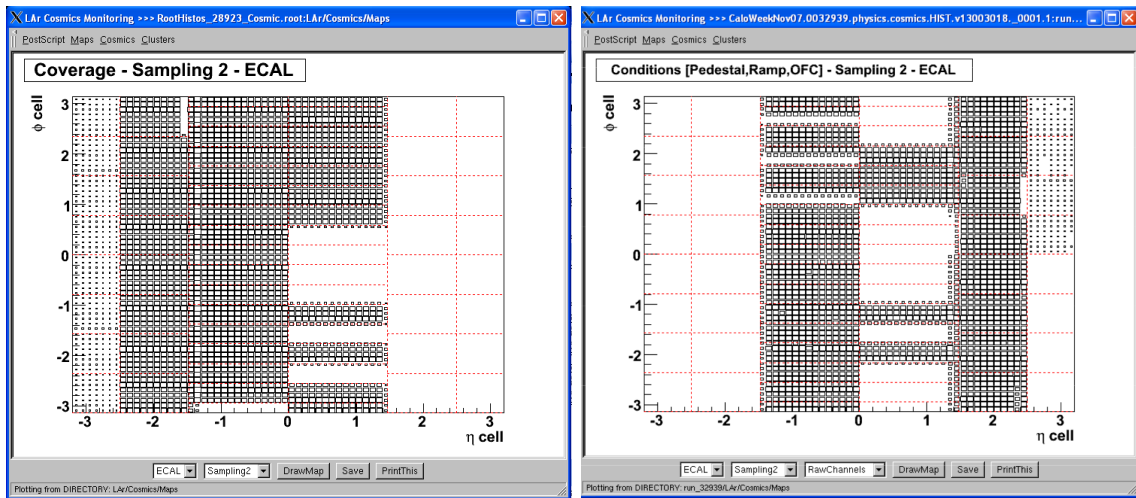 LAr Cosmics Monitoring >>> RootHistos_28923_Cosmic.root:LAr/Cosmics/Maps
PostScript Maps Cosmics Clusters
Coverage - Sampling 2 - ECAL
φ cell
3
2
1
0
-1
-2
-3
-3 -2 -1 0 1 2 3
η cell
ECAL Sampling2 DrawMap Save PrintThis
Plotting from DIRECTORY: LAr/Cosmics/Maps
LAr Cosmics Monitoring >>> CaloWeekNov07.0032939.physics.cosmics.HIST.v13003018._0001.1:run...
PostScript Maps Cosmics Clusters
Conditions [Pedestal,Ramp,OFC] - Sampling 2 - ECAL
φ cell
3
2
1
0
-1
-2
-3
-3 -2 -1 0 1 2 3
η cell
ECAL Sampling2 RawChannels DrawMap Save PrintThis
Plotting from DIRECTORY: run_32939/LAr/Cosmics/Maps